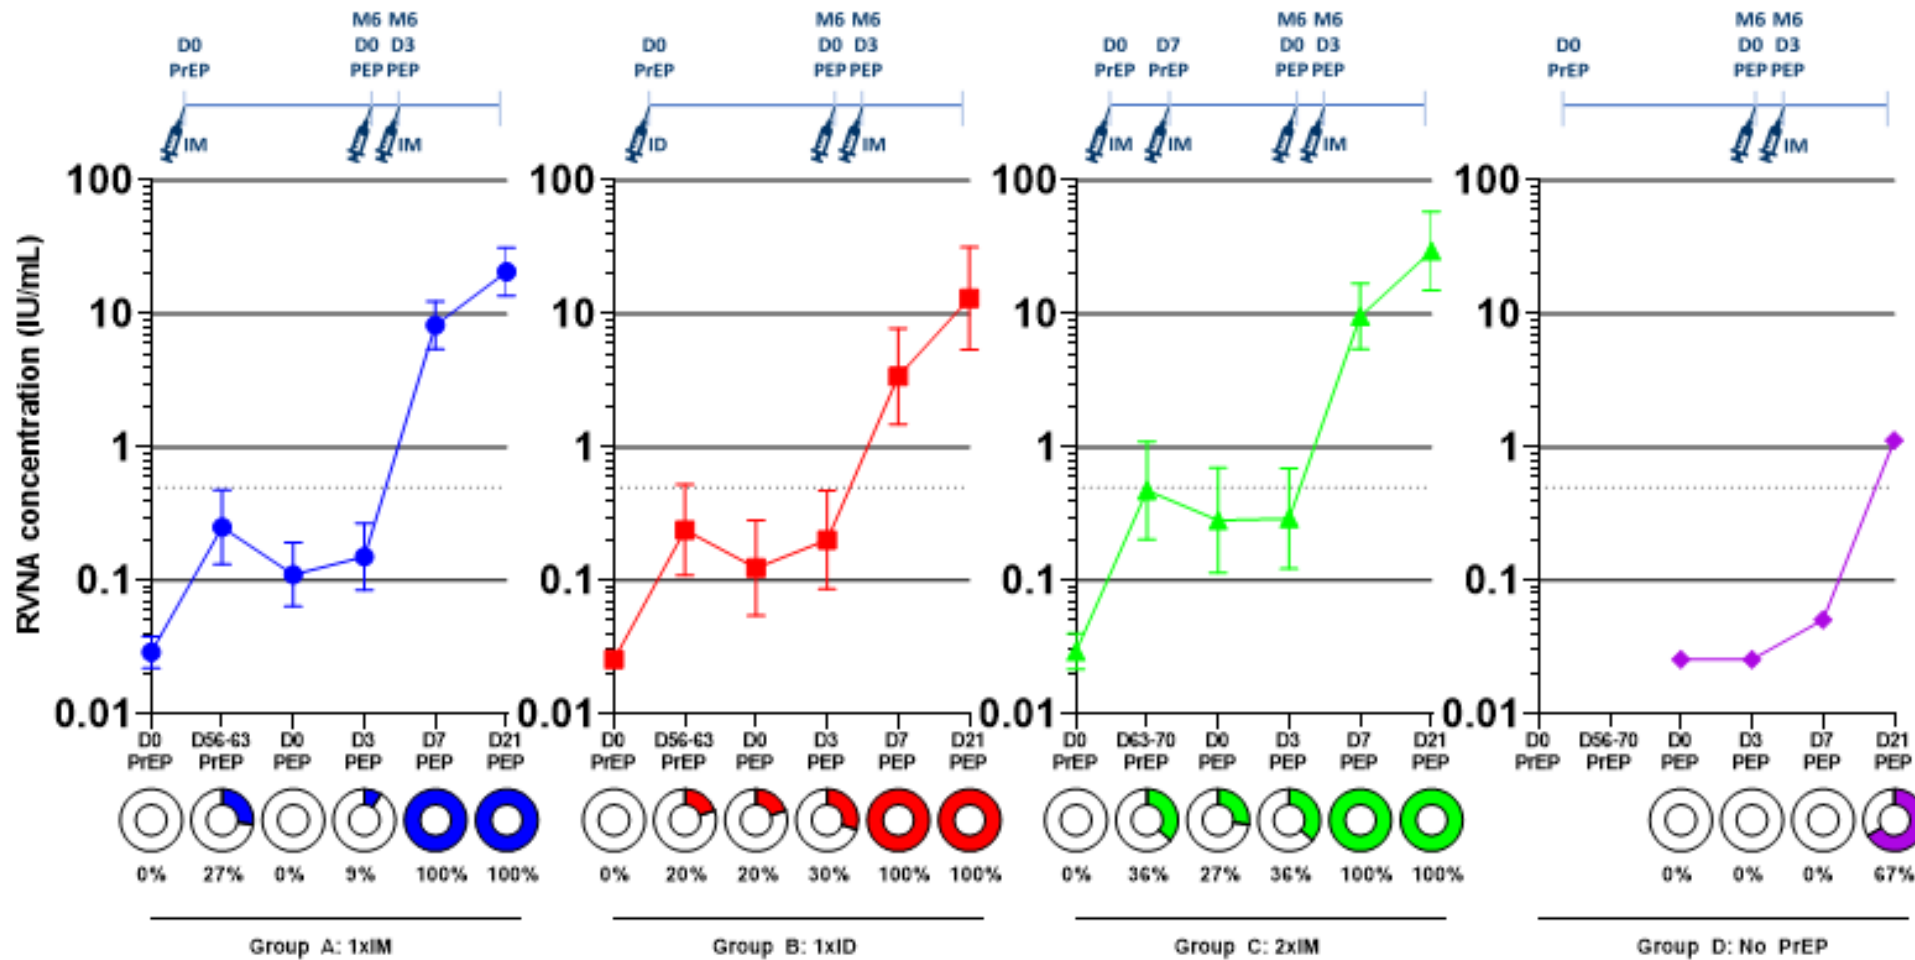 M6 M6
D0 D0 D3
PrEP PEP PEP
IM IM
M6 M6
D0 D0 D3
PrEP PEP PEP
ID IM
M6 M6
D0 D7 D0 D3
PrEP PrEP PEP PEP
IM IM IM
M6 M6
D0 D0 D3
PrEP PEP PEP
IM
RVNA concentration (IU/mL)
100
10
1
0.1
0.01
100
10
1
0.1
0.01
100
10
1
0.1
0.01
100
10
1
0.1
0.01
D0 D56-63 D0 D3 D7 D21
PrEP PrEP PEP PEP PEP PEP
0% 27% 0% 9% 100% 100%
Group A: 1xIM
D0 D56-63 D0 D3 D7 D21
PrEP PrEP PEP PEP PEP PEP
0% 20% 20% 30% 100% 100%
Group B: 1xID
D0 D63-70 D0 D3 D7 D21
PrEP PrEP PEP PEP PEP PEP
0% 36% 27% 36% 100% 100%
Group C: 2xIM
D0 D56-70 D0 D3 D7 D21
PrEP PrEP PEP PEP PEP PEP
0% 0% 0% 67%
Group D: No PrEP